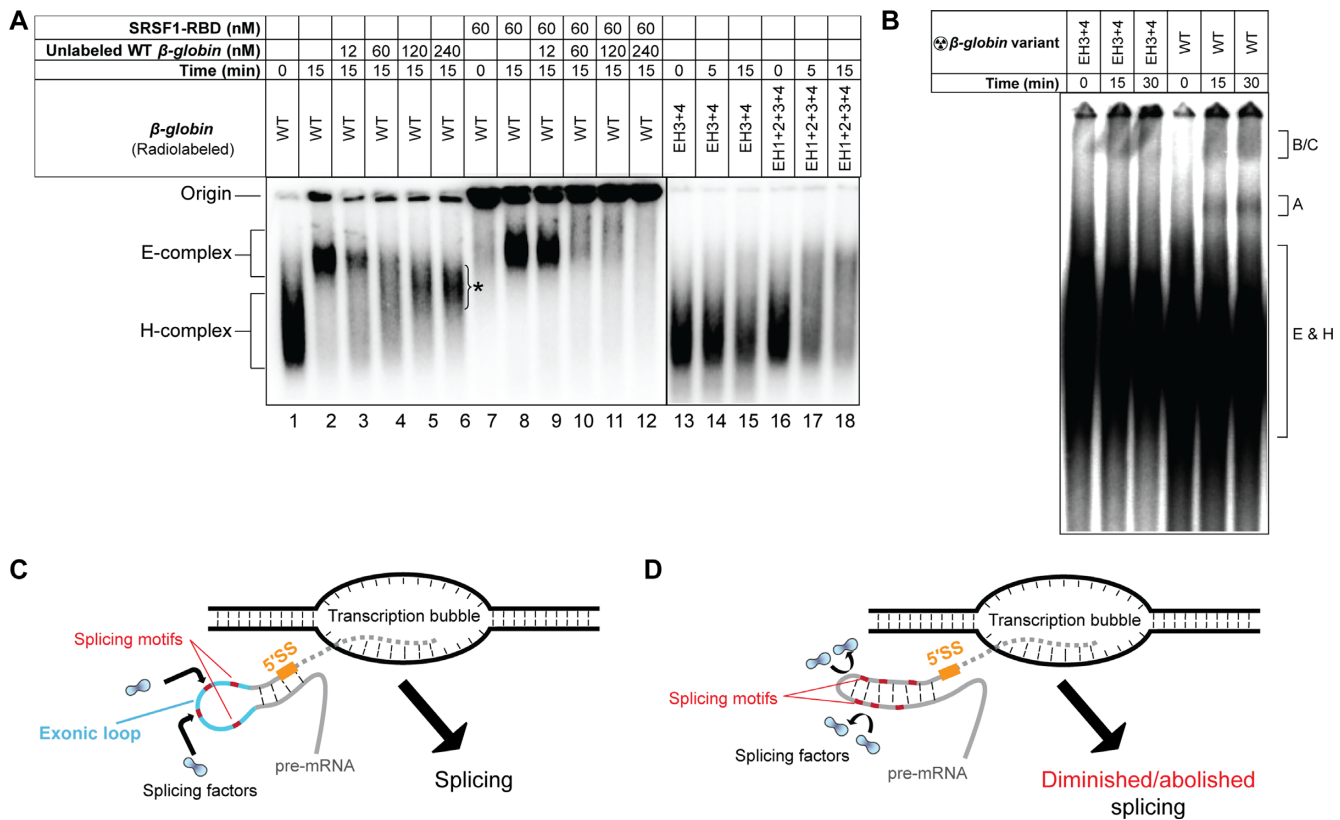 A
SRSF1-RBD (nM) 60 60 60 60 60 60
Unlabeled WT β-globin (nM) 12 60 120 240 12 60 120 240
Time (min) 0 15 15 15 15 15 0 15 15 15 15 15 0 5 15 0 5 15
β-globin
(Radiolabeled)
WT WT WT WT WT WT WT WT WT WT WT WT EH3+4 EH3+4 EH3+4 EH1+2+3+4 EH1+2+3+4 EH1+2+3+4
Origin
E-complex
*
H-complex
1 2 3 4 5 6 7 8 9 10 11 12 13 14 15 16 17 18
B
☢β-globin variant EH3+4 EH3+4 EH3+4 WT WT WT
Time (min) 0 15 30 0 15 30
B/C
A
E & H
C
Transcription bubble
Splicing motifs
5'SS
Exonic loop
pre-mRNA
Splicing factors
Splicing
D
Transcription bubble
5'SS
Splicing motifs
Splicing factors
pre-mRNA
Diminished/abolished
splicing